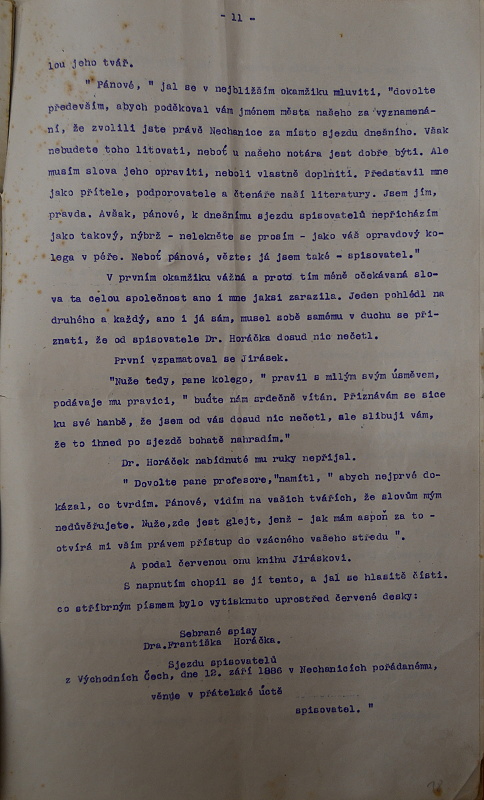 - 11 -
lou jeho tvář.
" Pánové, " jal se v nejbližším okamžiku mluviti, "dovolte
především, abych poděkoval vám jménem města našeho za vyznamená-
ní, že zvolili jste právě Nechanice za místo sjezdu dnešního. Však
nebudete toho litovati, neboť u našeho notára jest dobře býti. Ale
musím slova jeho opraviti, neboli vlastně doplniti. Představil mne
jako přítele, podporovatele a čtenáře naší literatury. Jsem jím,
pravda. Avšak, pánové, k dnešnímu sjezdu spisovatelů nepřicházím
jako takový, nýbrž - nelekněte se prosím - jako váš opravdový ko-
lega v péře. Neboť pánové, vězte: já jsem také - spisovatel."
V prvním okamžiku vážná a proto tím méně očekávaná slo-
va ta celou společnost ano i mne jaksi zarazila. Jeden pohlédl na
druhého a každý, ano i já sám, musel sobě samému v duchu se při-
znati, že od spisovatele Dr. Horáčka dosud nic nečetl.
První vzpamatoval se Jirásek.
"Nuže tedy, pane kolego, " pravil s milým svým úsměvem,
podávaje mu pravici, " buďte nám srdečně vítán. Přiznávám se sice
ku své hanbě, že jsem od vás dosud nic nečetl, ale slibuji vám,
že to ihned po sjezdě bohatě nahradím."
Dr. Horáček nabídnuté mu ruky nepřijal.
" Dovolte pane profesore,"namítl, " abych nejprvé do-
kázal, co tvrdím. Pánové, vidím na vašich tvářích, že slovům mým
nedůvěřujete. Nuže,zde jest glejt, jenž - jak mám aspoň za to -
otvírá mi vším právem přístup do vzácného vašeho středu ".
A podal červenou onu knihu Jiráskovi.
S napnutím chopil se jí tento, a jal se hlasitě čísti.
co stříbrným písmem bylo vytisknuto uprostřed červené desky:
Sebrané spisy
Dra.Františka Horáčka.
Sjezdu spisovatelů
z Východních Čech, dne 12. září 1886 v Nechanicích pořádanému,
věnuje v přátelské úctě
spisovatel. "